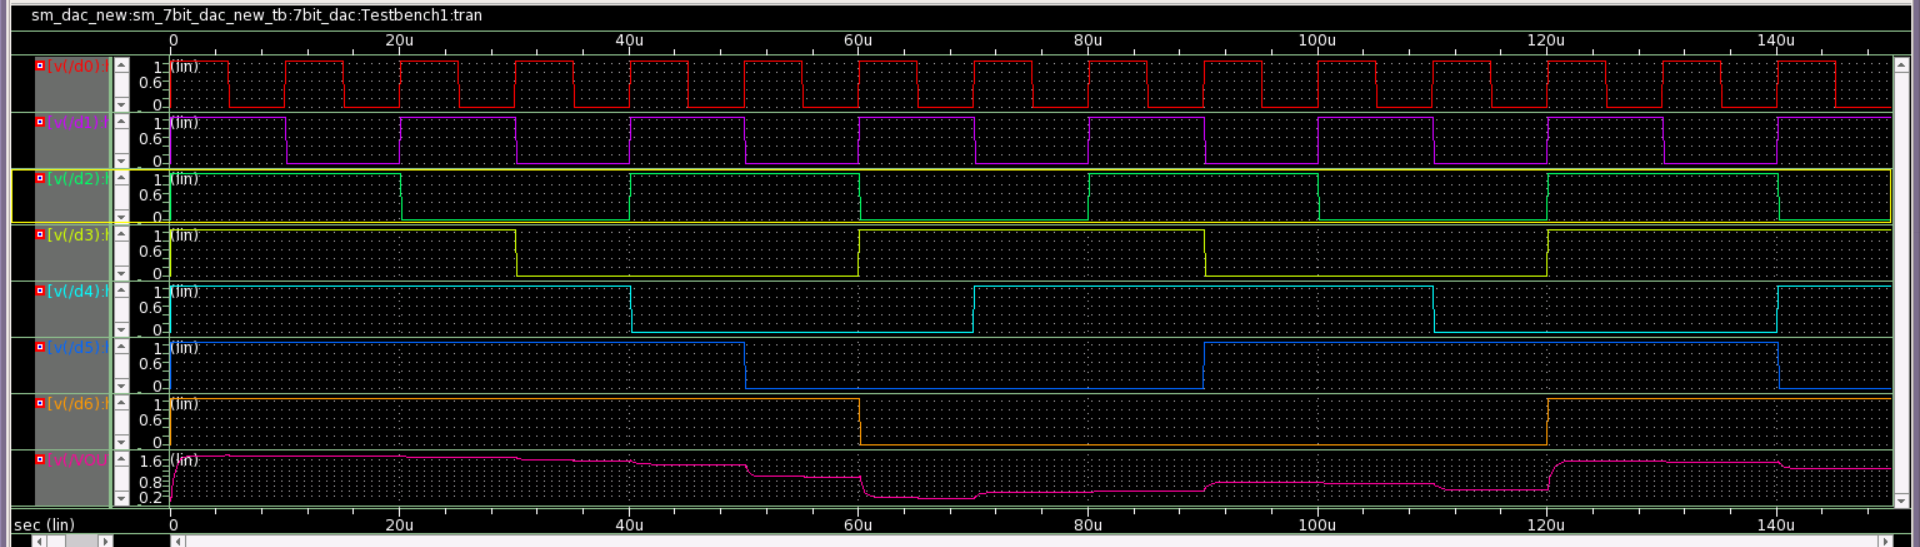 sm_dac_new:sm_7bit_dac_new_tb:7bit_dac:Testbench1:tran
0 20u 40u 60u 80u 100u 120u 140u
[v(/d0): 1 (lin)
0.6
0
[v(/d1): 1 (lin)
0.6
0
[v(/d2): 1 (lin)
0.6
0
[v(/d3): 1 (lin)
0.6
0
[v(/d4): 1 (lin)
0.6
0
[v(/d5): 1 (lin)
0.6
0
[v(/d6): 1 (lin)
0.6
0
[v(/VOU 1.6 (lin)
0.8
0.2
sec (lin) 0 20u 40u 60u 80u 100u 120u 140u